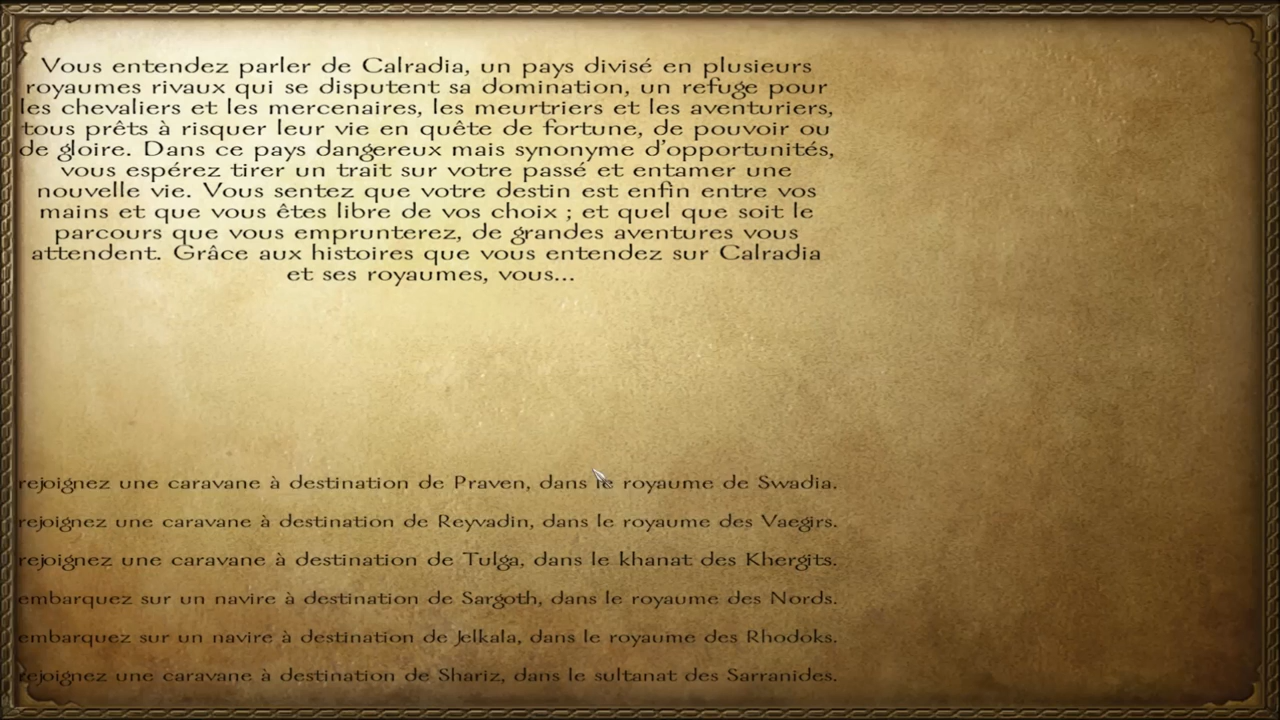 Vous entendez parler de Calradia, un pays divisé en plusieurs
royaumes rivaux qui se disputent sa domination, un refuge pour
les chevaliers et les mercenaires, les meurtriers et les aventuriers,
tous prêts à risquer leur vie en quête de fortune, de pouvoir ou
de gloire. Dans ce pays dangereux mais synonyme d'opportunités,
vous espérez tirer un trait sur votre passé et entamer une
nouvelle vie. Vous sentez que votre destin est enfin entre vos
mains et que vous êtes libre de vos choix ; et quel que soit le
parcours que vous emprunterez, de grandes aventures vous
attendent. Grâce aux histoires que vous entendez sur Calradia
et ses royaumes, vous...
rejoignez une caravane à destination de Praven, dans le royaume de Swadia.
rejoignez une caravane à destination de Reyvadin, dans le royaume des Vaegirs.
rejoignez une caravane à destination de Tulga, dans le khanat des Khergits.
embarquez sur un navire à destination de Sargoth, dans le royaume des Nords.
embarquez sur un navire à destination de Jelkala, dans le royaume des Rhodoks.
rejoignez une caravane à destination de Shariz, dans le sultanat des Sarranides.